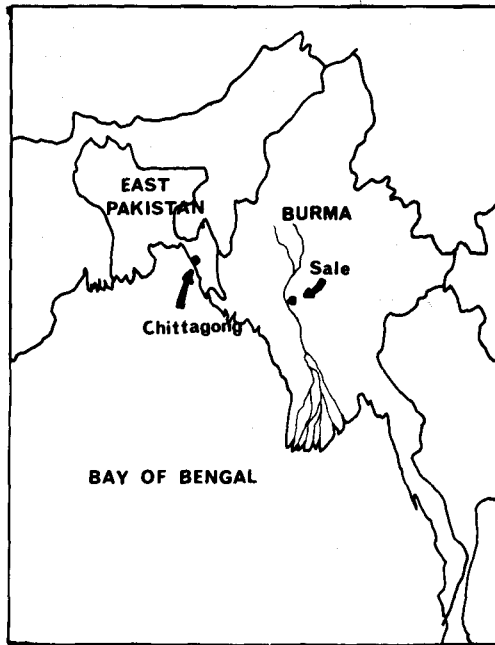 EAST
PAKISTAN
BURMA
Sale
Chittagong
BAY OF BENGAL